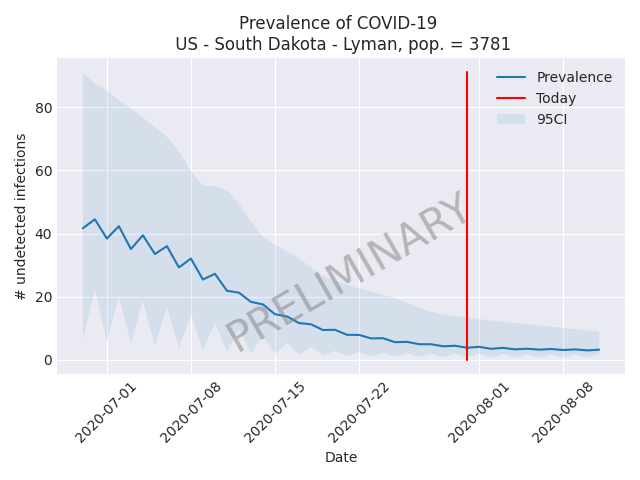 Prevalence of COVID-19
US - South Dakota - Lyman, pop. = 3781
Prevalence
Today
95CI
# undetected infections
80
60
40
20
0
PRELIMINARY
2020-07-01
2020-07-08
2020-07-15
2020-07-22
2020-08-01
2020-08-08
Date